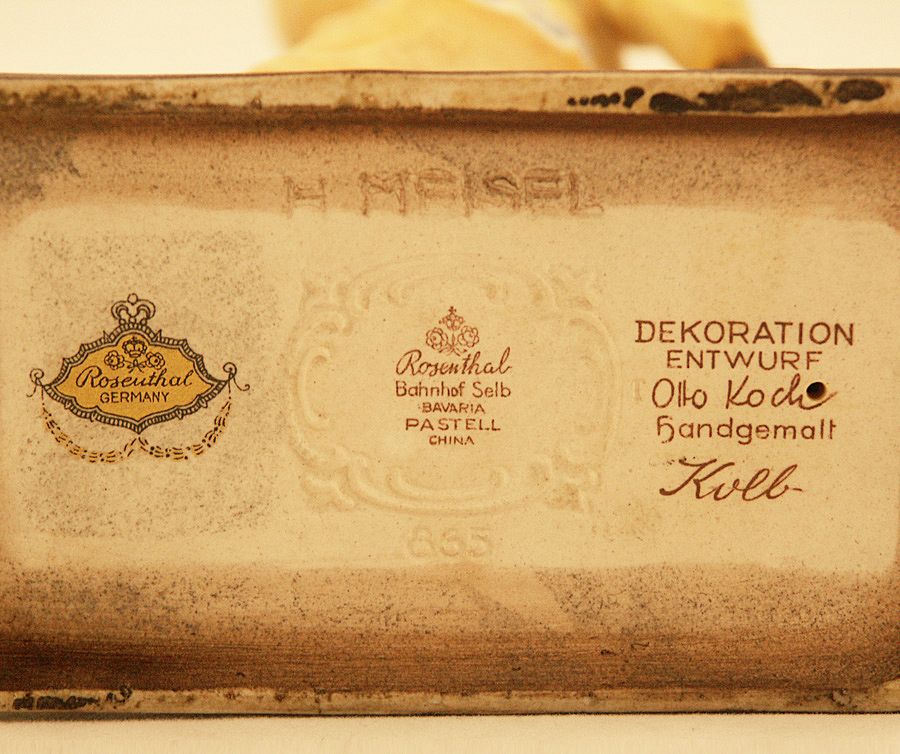 H MEISEL
Rosenthal
GERMANY
Rosenthal
Bahnhof Selb
BAVARIA
PASTELL
CHINA
865
DEKORATION
ENTWURF
Otto Koch
Handgemalt
Kolb